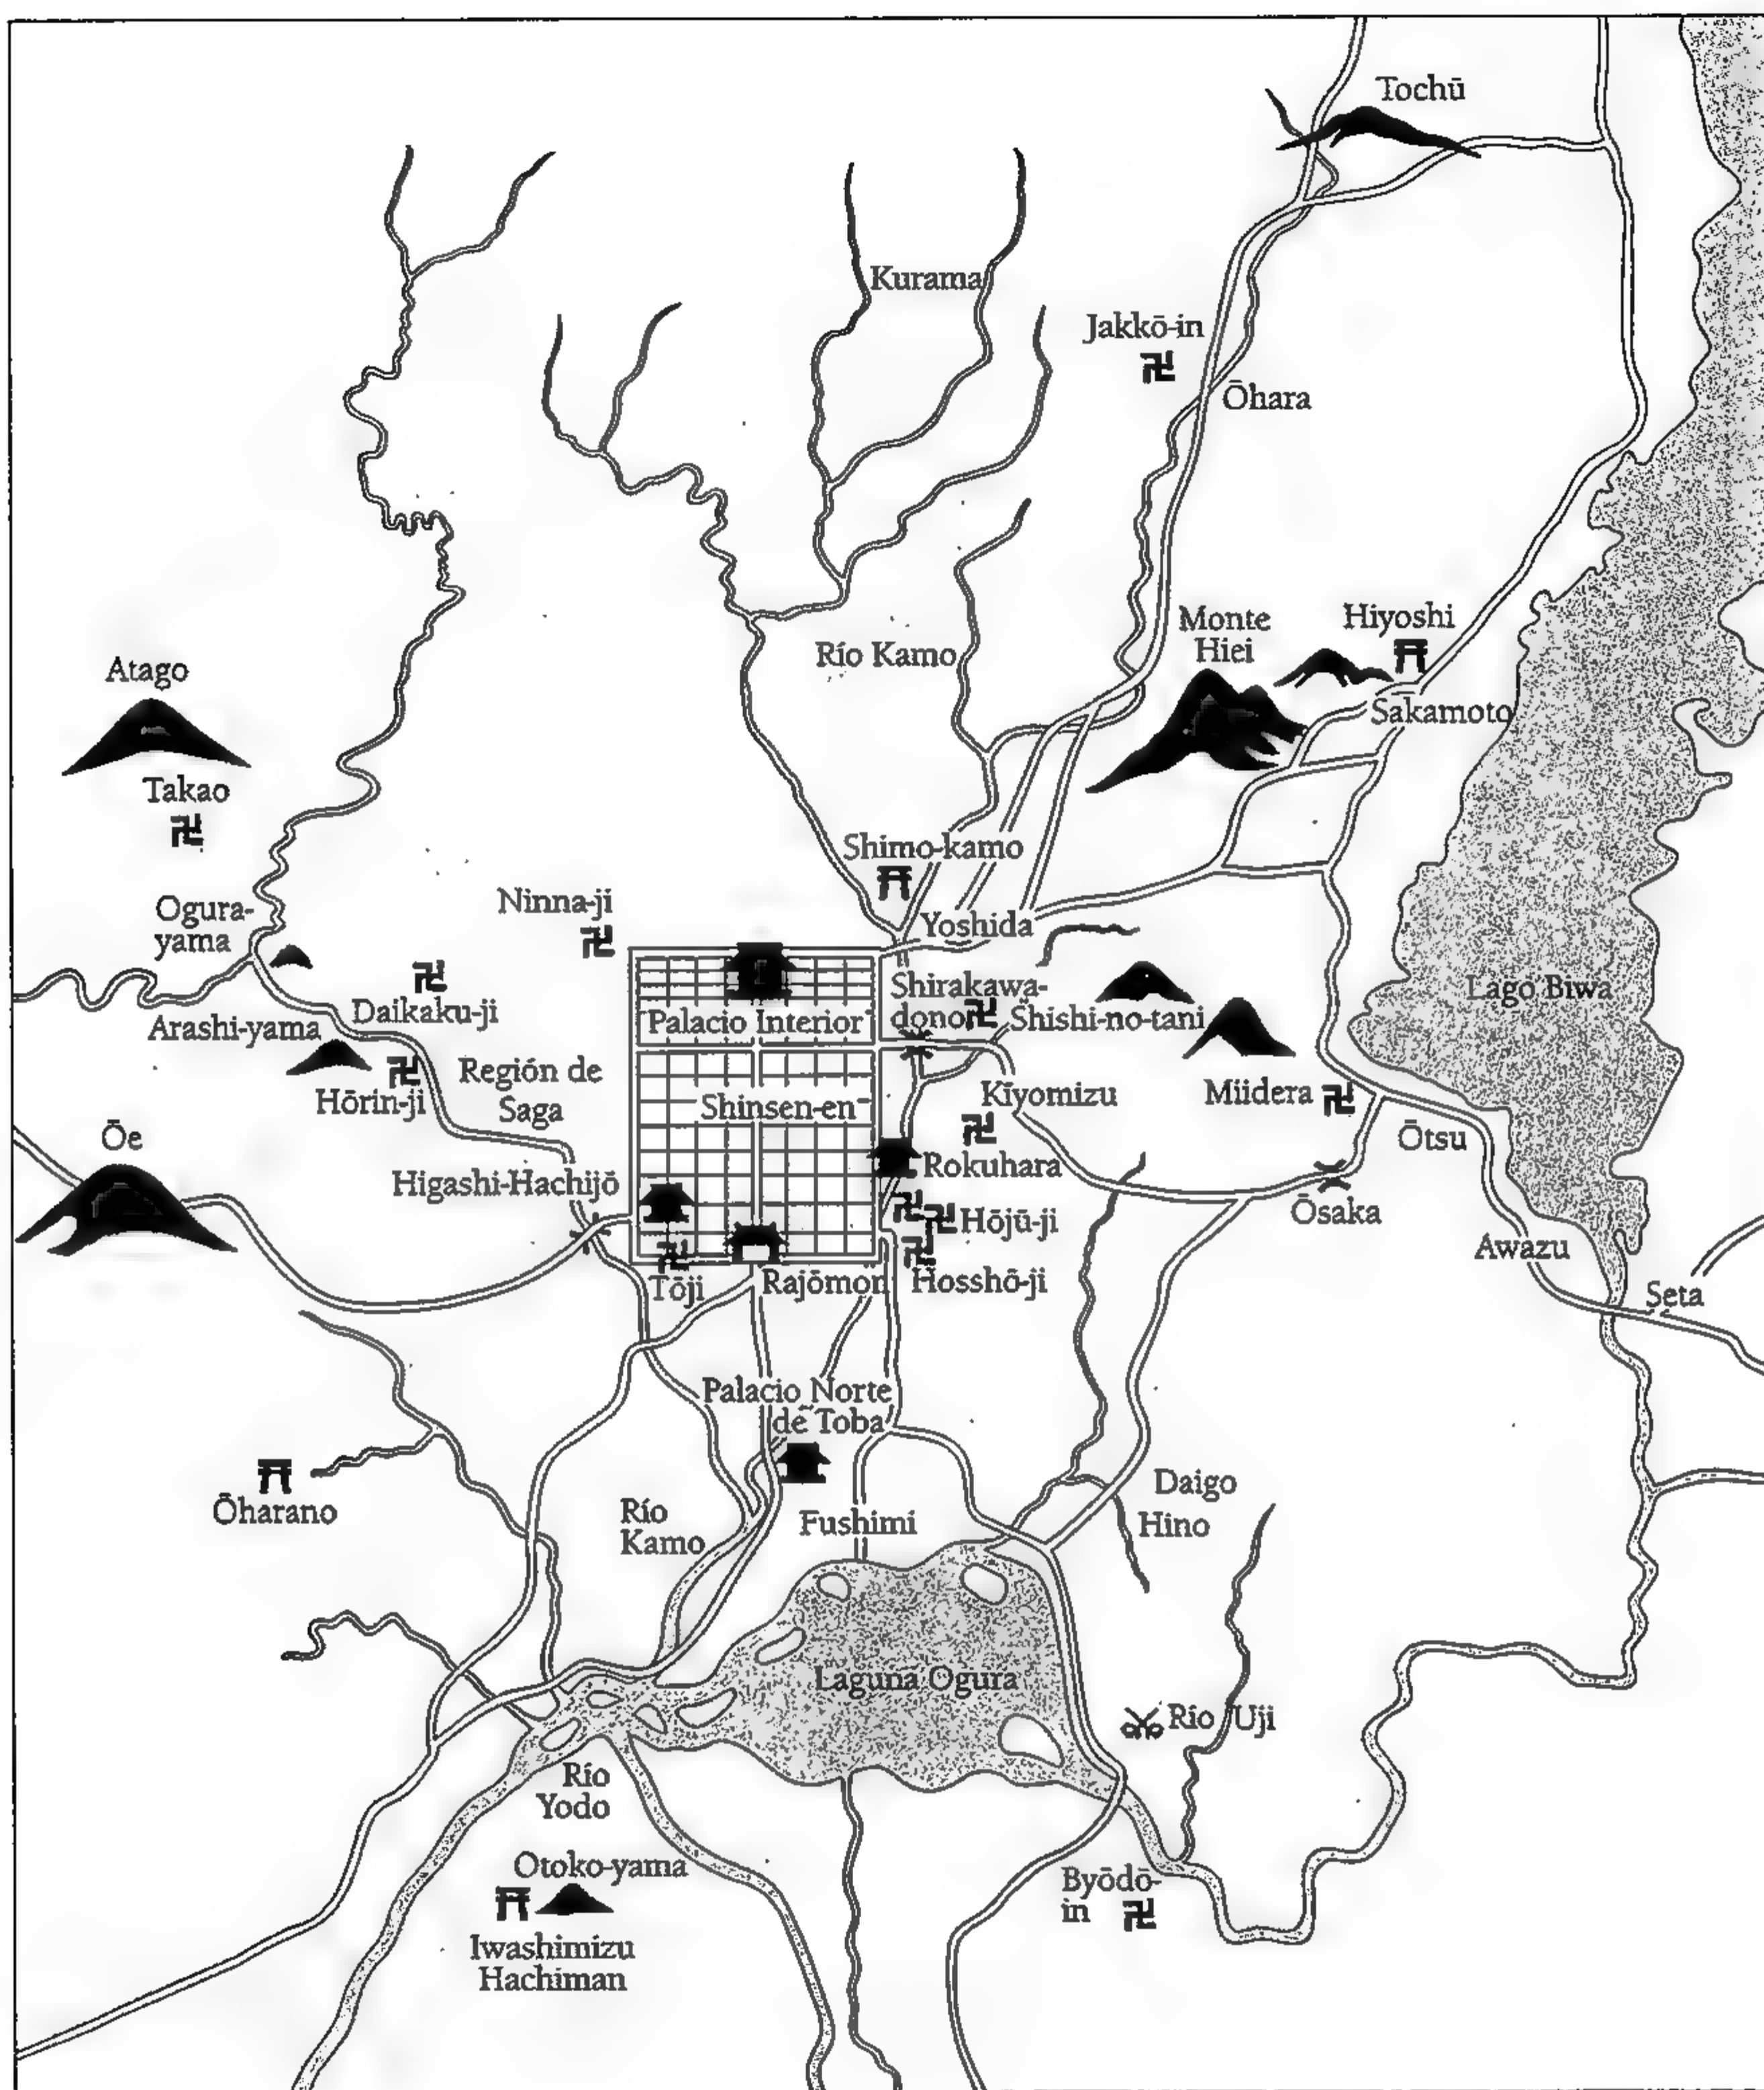 Tochū
Kurama
Jakkō-in
Ōhara
Monte
Hiei
Hiyoshi
Río Kamo
Atago
Sakamoto
Takao
Shimo-kamo
Ninna-ji
Ogura-
yama
Yoshida
Shirakawa-
dono
Lago Biwa
Daikaku-ji
Palacio Interior
Shishi-no-tani
Arashi-yama
Región de
Saga
Hōrin-ji
Kiyomizu
Miidera
Shinsen-en
Ōe
Ōtsu
Rokuhara
Higashi-Hachijō
Ōsaka
Hōjū-ji
Awazu
Tōji
Rajōmon
Hosshō-ji
Seta
Palacio Norte
de Toba
Daigo
Ōharano
Río
Kamo
Fushimi
Hino
Laguna Ogura
Río Uji
Río
Yodo
Otoko-yama
Byōdō-
in
Iwashimizu
Hachiman